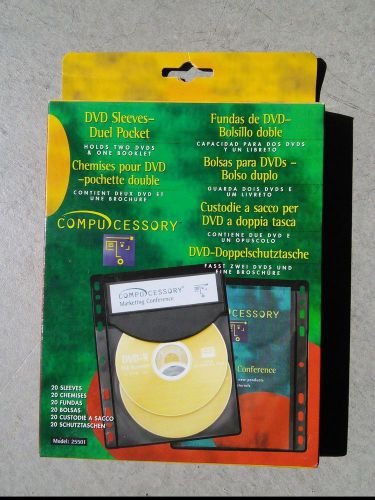 DVD Sleeves–
Duel Pocket
HOLDS TWO DVDS
& ONE BOOKLET
Chemises pour DVD
–pochette double
CONTIENT DEUX DVD ET
UNE BROCHURE
COMPUCESSORY
Fundas de DVD–
Bolsillo doble
CAPACIDAD PARA DOS DVDS
Y UN LIBRETO
Bolsas para DVDs –
Bolso duplo
GUARDA DOIS DVDS E
UM LIVRETO
Custodie a sacco per
DVD a doppia tasca
CONTIENE DUE DVD E
UN OPUSCOLO
DVD-Doppelschutztasche
FASST ZWEI DVDS UND
EINE BROSCHÜRE
COMPUCESSORY
Marketing Conference
DVD-R
CESSORY
Conference
new products
20 SLEEVES
20 CHEMISES
20 FUNDAS
20 BOLSAS
20 CUSTODIE A SACCO
20 SCHUTZTASCHEN
Model: 25501